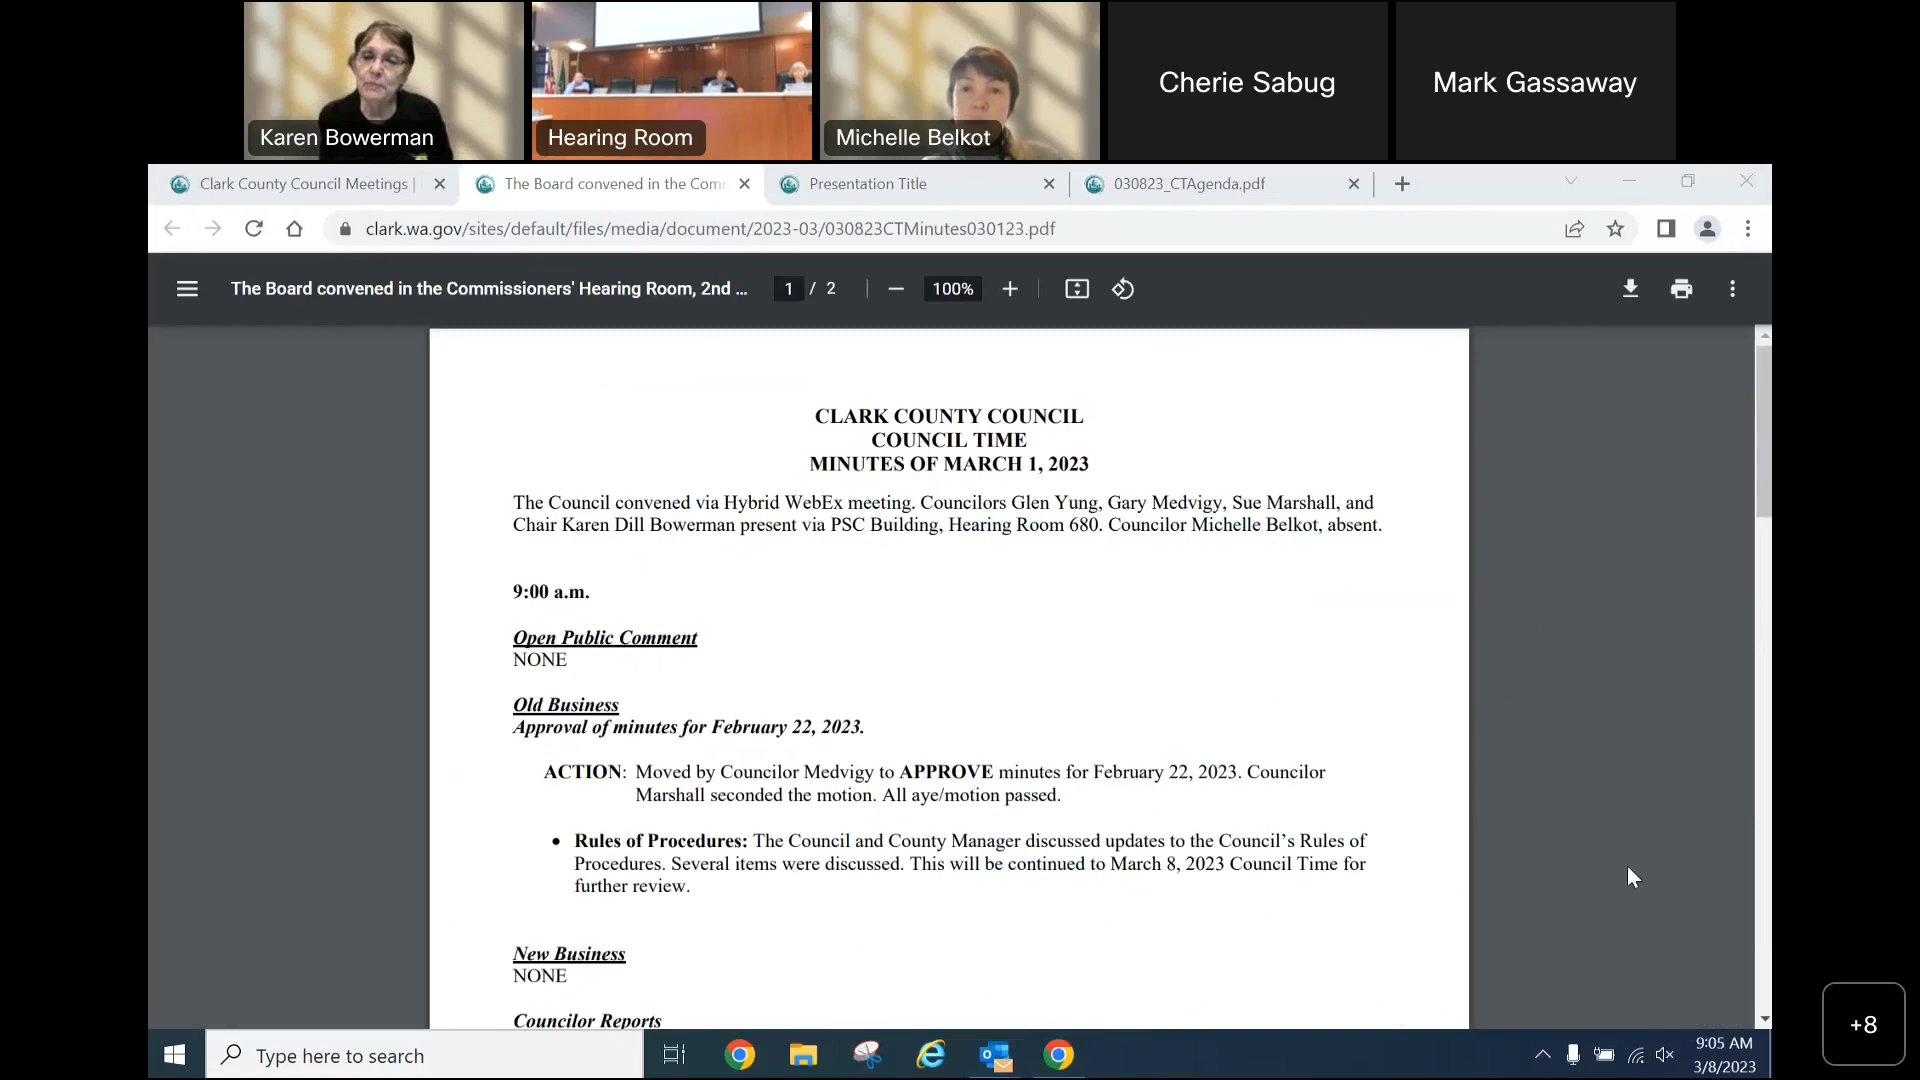 In God We Trust
Karen Bowerman
Hearing Room
Michelle Belkot
Cherie Sabug
Mark Gassaway
Clark County Council Meetings |
The Board convened in the Com
Presentation Title
030823_CTAgenda.pdf
clark.wa.gov/sites/default/files/media/document/2023-03/030823CTMinutes030123.pdf
The Board convened in the Commissioners' Hearing Room, 2nd ...
1 / 2
100%
CLARK COUNTY COUNCIL
COUNCIL TIME
MINUTES OF MARCH 1, 2023
The Council convened via Hybrid WebEx meeting. Councilors Glen Yung, Gary Medvigy, Sue Marshall, and
Chair Karen Dill Bowerman present via PSC Building, Hearing Room 680. Councilor Michelle Belkot, absent.
9:00 a.m.
Open Public Comment
NONE
Old Business
Approval of minutes for February 22, 2023.
ACTION: Moved by Councilor Medvigy to APPROVE minutes for February 22, 2023. Councilor
Marshall seconded the motion. All aye/motion passed.
• Rules of Procedures: The Council and County Manager discussed updates to the Council’s Rules of
Procedures. Several items were discussed. This will be continued to March 8, 2023 Council Time for
further review.
New Business
NONE
Councilor Reports
+8
Type here to search
9:05 AM
3/8/2023